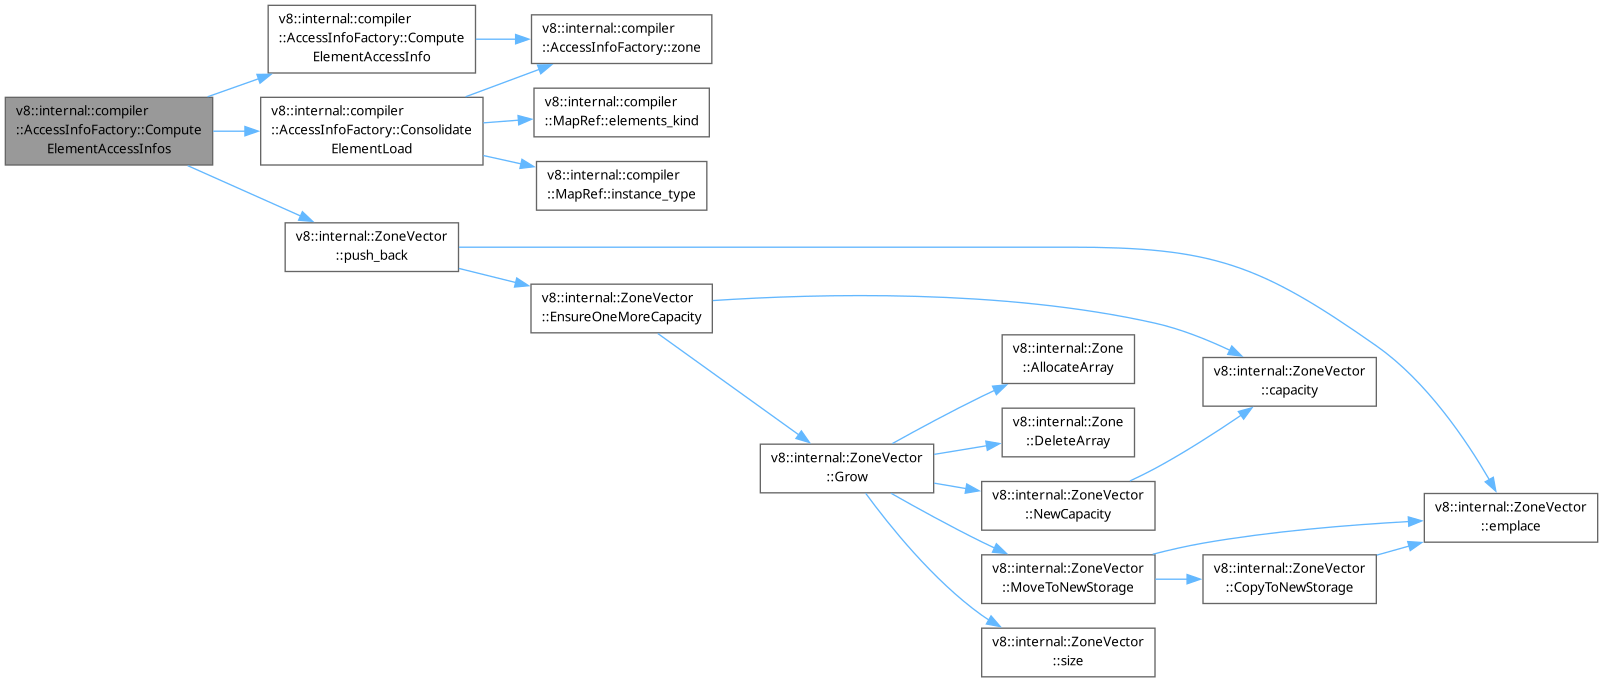 v8::internal::compiler
::AccessInfoFactory::Compute
ElementAccessInfos
v8::internal::compiler
::AccessInfoFactory::Compute
ElementAccessInfo
v8::internal::compiler
::AccessInfoFactory::Consolidate
ElementLoad
v8::internal::ZoneVector
::push_back
v8::internal::compiler
::AccessInfoFactory::zone
v8::internal::compiler
::MapRef::elements_kind
v8::internal::compiler
::MapRef::instance_type
v8::internal::ZoneVector
::EnsureOneMoreCapacity
v8::internal::ZoneVector
::Grow
v8::internal::Zone
::AllocateArray
v8::internal::Zone
::DeleteArray
v8::internal::ZoneVector
::NewCapacity
v8::internal::ZoneVector
::MoveToNewStorage
v8::internal::ZoneVector
::size
v8::internal::ZoneVector
::capacity
v8::internal::ZoneVector
::CopyToNewStorage
v8::internal::ZoneVector
::emplace